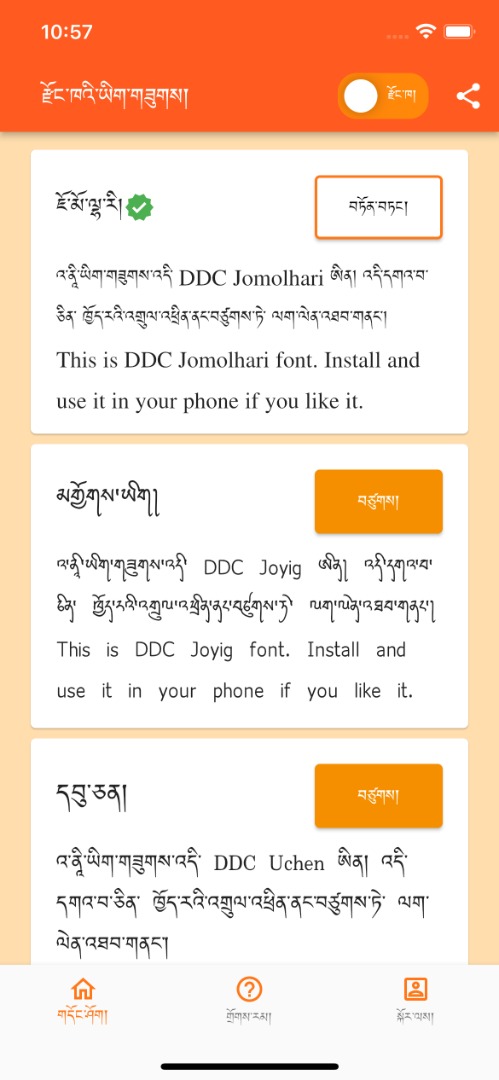 10:57
རྫོང་ཁའི་ཡིག་གཟུགས།
རྫོང་ཁ།
ཇོ་མོ་ལྷ་རི།
བཏོན་བཏང༌།
འ་ནཱི་ཡིག་གཟུགས་འདི་ DDC Jomolhari ཨིན། འདི་དགའ་བ་
ཅིན་ ཁྱོད་རའི་འགྲུལ་འཕྲིན་ནང་བཙུགས་ཏེ་ ལག་ལེན་འཐབ་གནང༌།
This is DDC Jomolhari font. Install and
use it in your phone if you like it.
མགྱོགས་ཡིག།
བཙུགས།
འ་ནཱི་ཡིག་གཟུགས་འདི་ DDC Joyig ཨིན། འདི་དགའ་བ་
ཅིན་ ཁྱོད་རའི་འགྲུལ་འཕྲིན་ནང་བཙུགས་ཏེ་ ལག་ལེན་འཐབ་གནང༌།
This is DDC Joyig font. Install and
use it in your phone if you like it.
དབུ་ཅན།
བཙུགས།
འ་ནཱི་ཡིག་གཟུགས་འདི་ DDC Uchen ཨིན། འདི་
དགའ་བ་ཅིན་ ཁྱོད་རའི་འགྲུལ་འཕྲིན་ནང་བཙུགས་ཏེ་ ལག་
ལེན་འཐབ་གནང༌།
གདོང་ཤོག།
གྲོགས་རམ།
སྐོར་ལས།